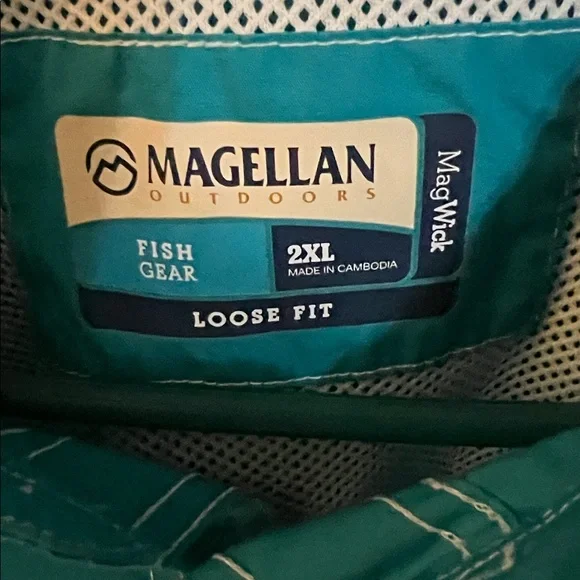 MAGELLAN
OUTDOORS
FISH
GEAR
2XL
MADE IN CAMBODIA
MagWick
LOOSE FIT